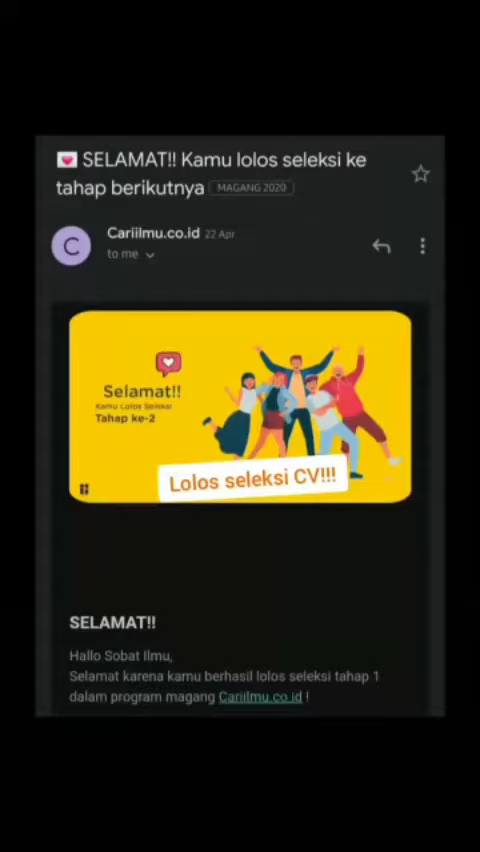 💌 SELAMAT!! Kamu lolos seleksi ke
tahap berikutnya MAGANG 2020
C
Cariilmu.co.id 22 Apr
to me
Selamat!!
Kamu Lolos Seleksi
Tahap ke-2
Lolos seleksi CV!!!
SELAMAT!!
Hallo Sobat Ilmu,
Selamat karena kamu berhasil lolos seleksi tahap 1
dalam program magang Cariilmu.co.id !